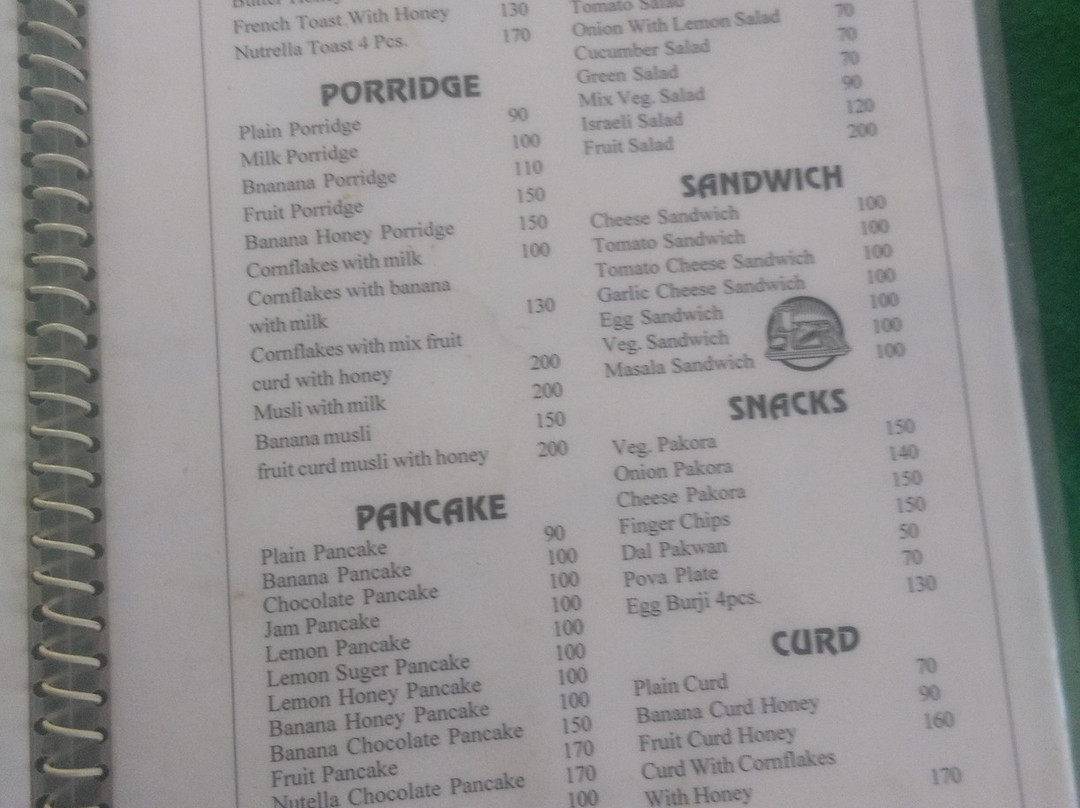 French Toast With Honey 130
Nutrella Toast 4 Pcs. 170
PORRIDGE
Plain Porridge 90
Milk Porridge 100
Bnanana Porridge 110
Fruit Porridge 150
Banana Honey Porridge 150
Cornflakes with milk 100
Cornflakes with banana
with milk 130
Cornflakes with mix fruit
curd with honey 200
Musli with milk 200
Banana musli 150
fruit curd musli with honey 200
PANCAKE
Plain Pancake 90
Banana Pancake 100
Chocolate Pancake 100
Jam Pancake 100
Lemon Pancake 100
Lemon Suger Pancake 100
Lemon Honey Pancake 100
Banana Honey Pancake 100
Banana Chocolate Pancake 150
Fruit Pancake 170
Nutella Chocolate Pancake 170
100
Tomato Salad
Onion With Lemon Salad 70
Cucumber Salad 70
Green Salad 70
Mix Veg. Salad 90
Israeli Salad 120
Fruit Salad 200
SANDWICH
Cheese Sandwich 100
Tomato Sandwich 100
Tomato Cheese Sandwich 100
Garlic Cheese Sandwich 100
Egg Sandwich 100
Veg. Sandwich 100
Masala Sandwich 100
SNACKS
Veg. Pakora 150
Onion Pakora 140
Cheese Pakora 150
Finger Chips 150
Dal Pakwan 50
Pova Plate 70
Egg Burji 4pcs. 130
CURD
Plain Curd 70
Banana Curd Honey 90
Fruit Curd Honey 160
Curd With Cornflakes
With Honey 170